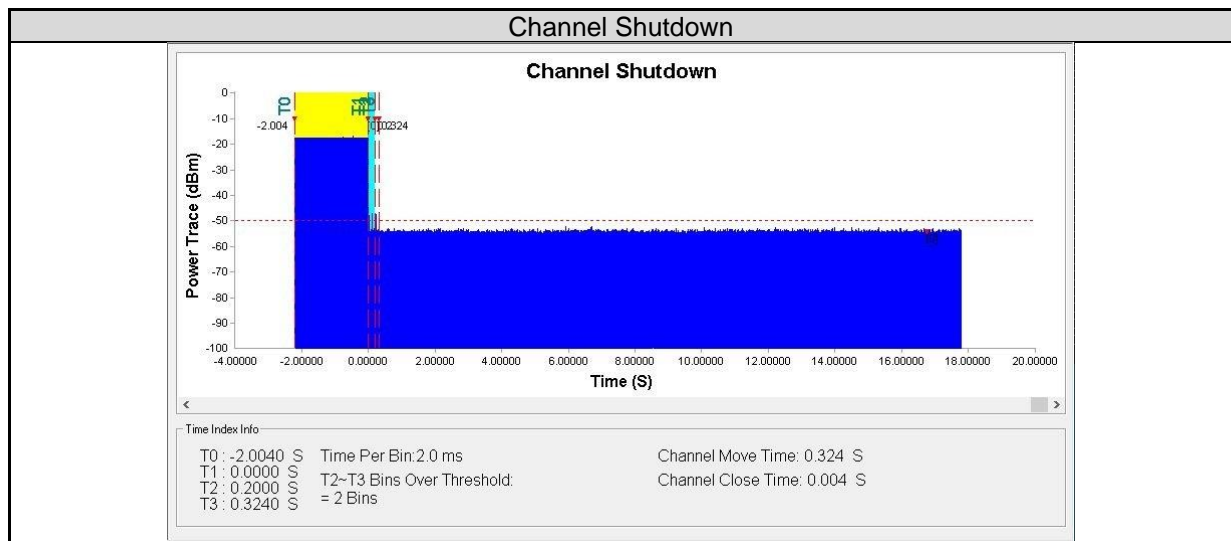 Channel Shutdown
Channel Shutdown
T0
T1
-2.004
0.324
Power Trace (dBm)
0
-10
-20
-30
-40
-50
-60
-70
-80
-90
-100
-4.00000 -2.00000 0.00000 2.00000 4.00000 6.00000 8.00000 10.00000 12.00000 14.00000 16.00000 18.00000 20.00000
Time (S)
Time Index Info
T0 : -2.0040 S
T1 : 0.0000 S
T2 : 0.2000 S
T3 : 0.3240 S
Time Per Bin:2.0 ms
T2~T3 Bins Over Threshold:
= 2 Bins
Channel Move Time: 0.324 S
Channel Close Time: 0.004 S